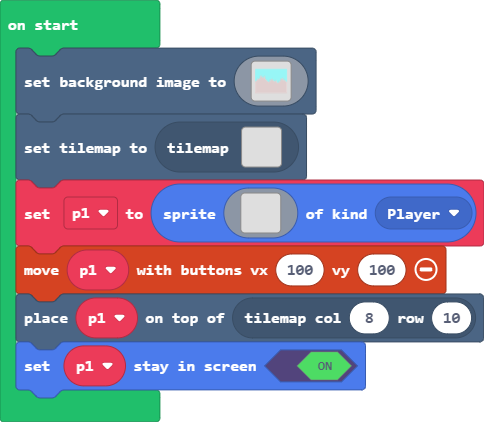 on start
set background image to
set tilemap to tilemap
set p1 to sprite of kind Player
move p1 with buttons vx 100 vy 100
place p1 on top of tilemap col 8 row 10
set p1 stay in screen ON